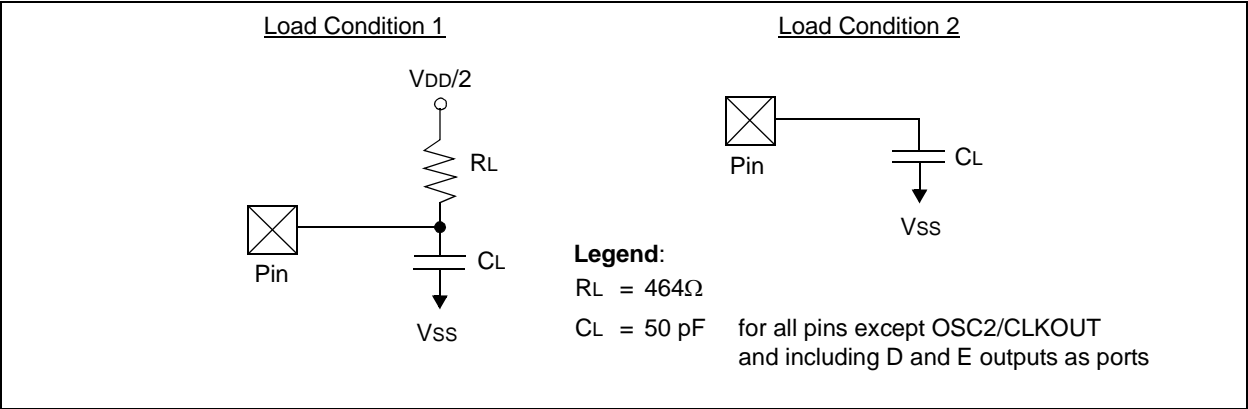 Load Condition 1
VDD/2
RL
Pin
CL
VSS
Load Condition 2
Pin
CL
VSS
Legend:
RL = 464Ω
CL = 50 pF for all pins except OSC2/CLKOUT
and including D and E outputs as ports